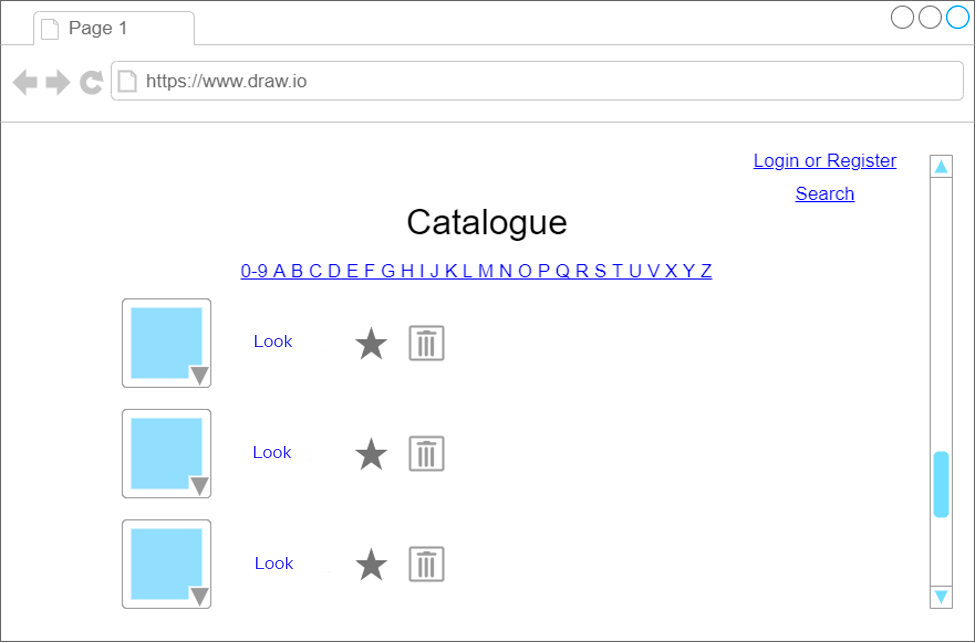 Page 1
https://www.draw.io
Login or Register
Search
Catalogue
0-9 A B C D E F G H I J K L M N O P Q R S T U V X Y Z
Look
Look
Look